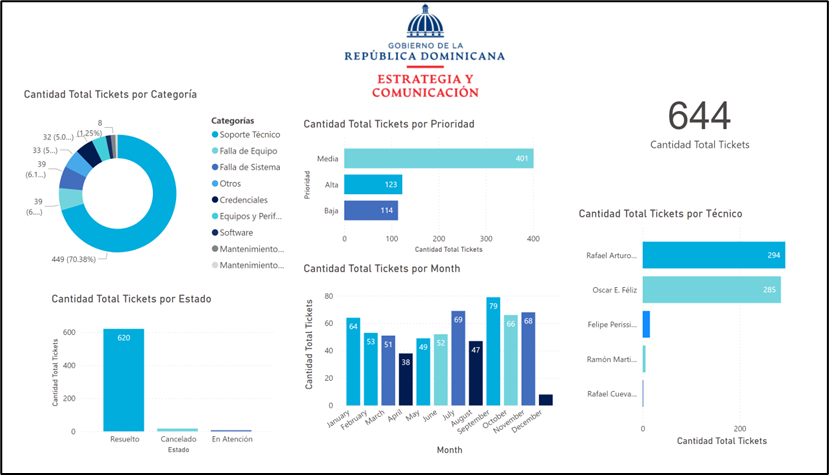 GOBIERNO DE LA
REPÚBLICA DOMINICANA
ESTRATEGIA Y
COMUNICACIÓN
Cantidad Total Tickets por Categoría
8
(1.25%)
32 (5.0...)
33 (5...)
39
(6.1...)
39
(6....)
449 (70.38%)
Categorías
Soporte Técnico
Falla de Equipo
Falla de Sistema
Otros
Credenciales
Equipos y Perif...
Software
Mantenimiento...
Mantenimiento...
Cantidad Total Tickets por Prioridad
Prioridad
Media
401
Alta
123
Baja
114
0
100
200
300
400
Cantidad Total Tickets
644
Cantidad Total Tickets
Cantidad Total Tickets por Técnico
Rafael Arturo...
294
Oscar E. Féliz
285
Felipe Perissi...
Ramón Marti...
Rafael Cueva...
0
200
Cantidad Total Tickets
Cantidad Total Tickets por Estado
Cantidad Total Tickets
600
400
200
0
620
Resuelto
Cancelado
En Atención
Estado
Cantidad Total Tickets por Month
Cantidad Total Tickets
80
60
40
20
0
64
53
51
38
49
52
69
47
79
66
68
January
February
March
April
May
June
July
August
September
October
November
December
Month